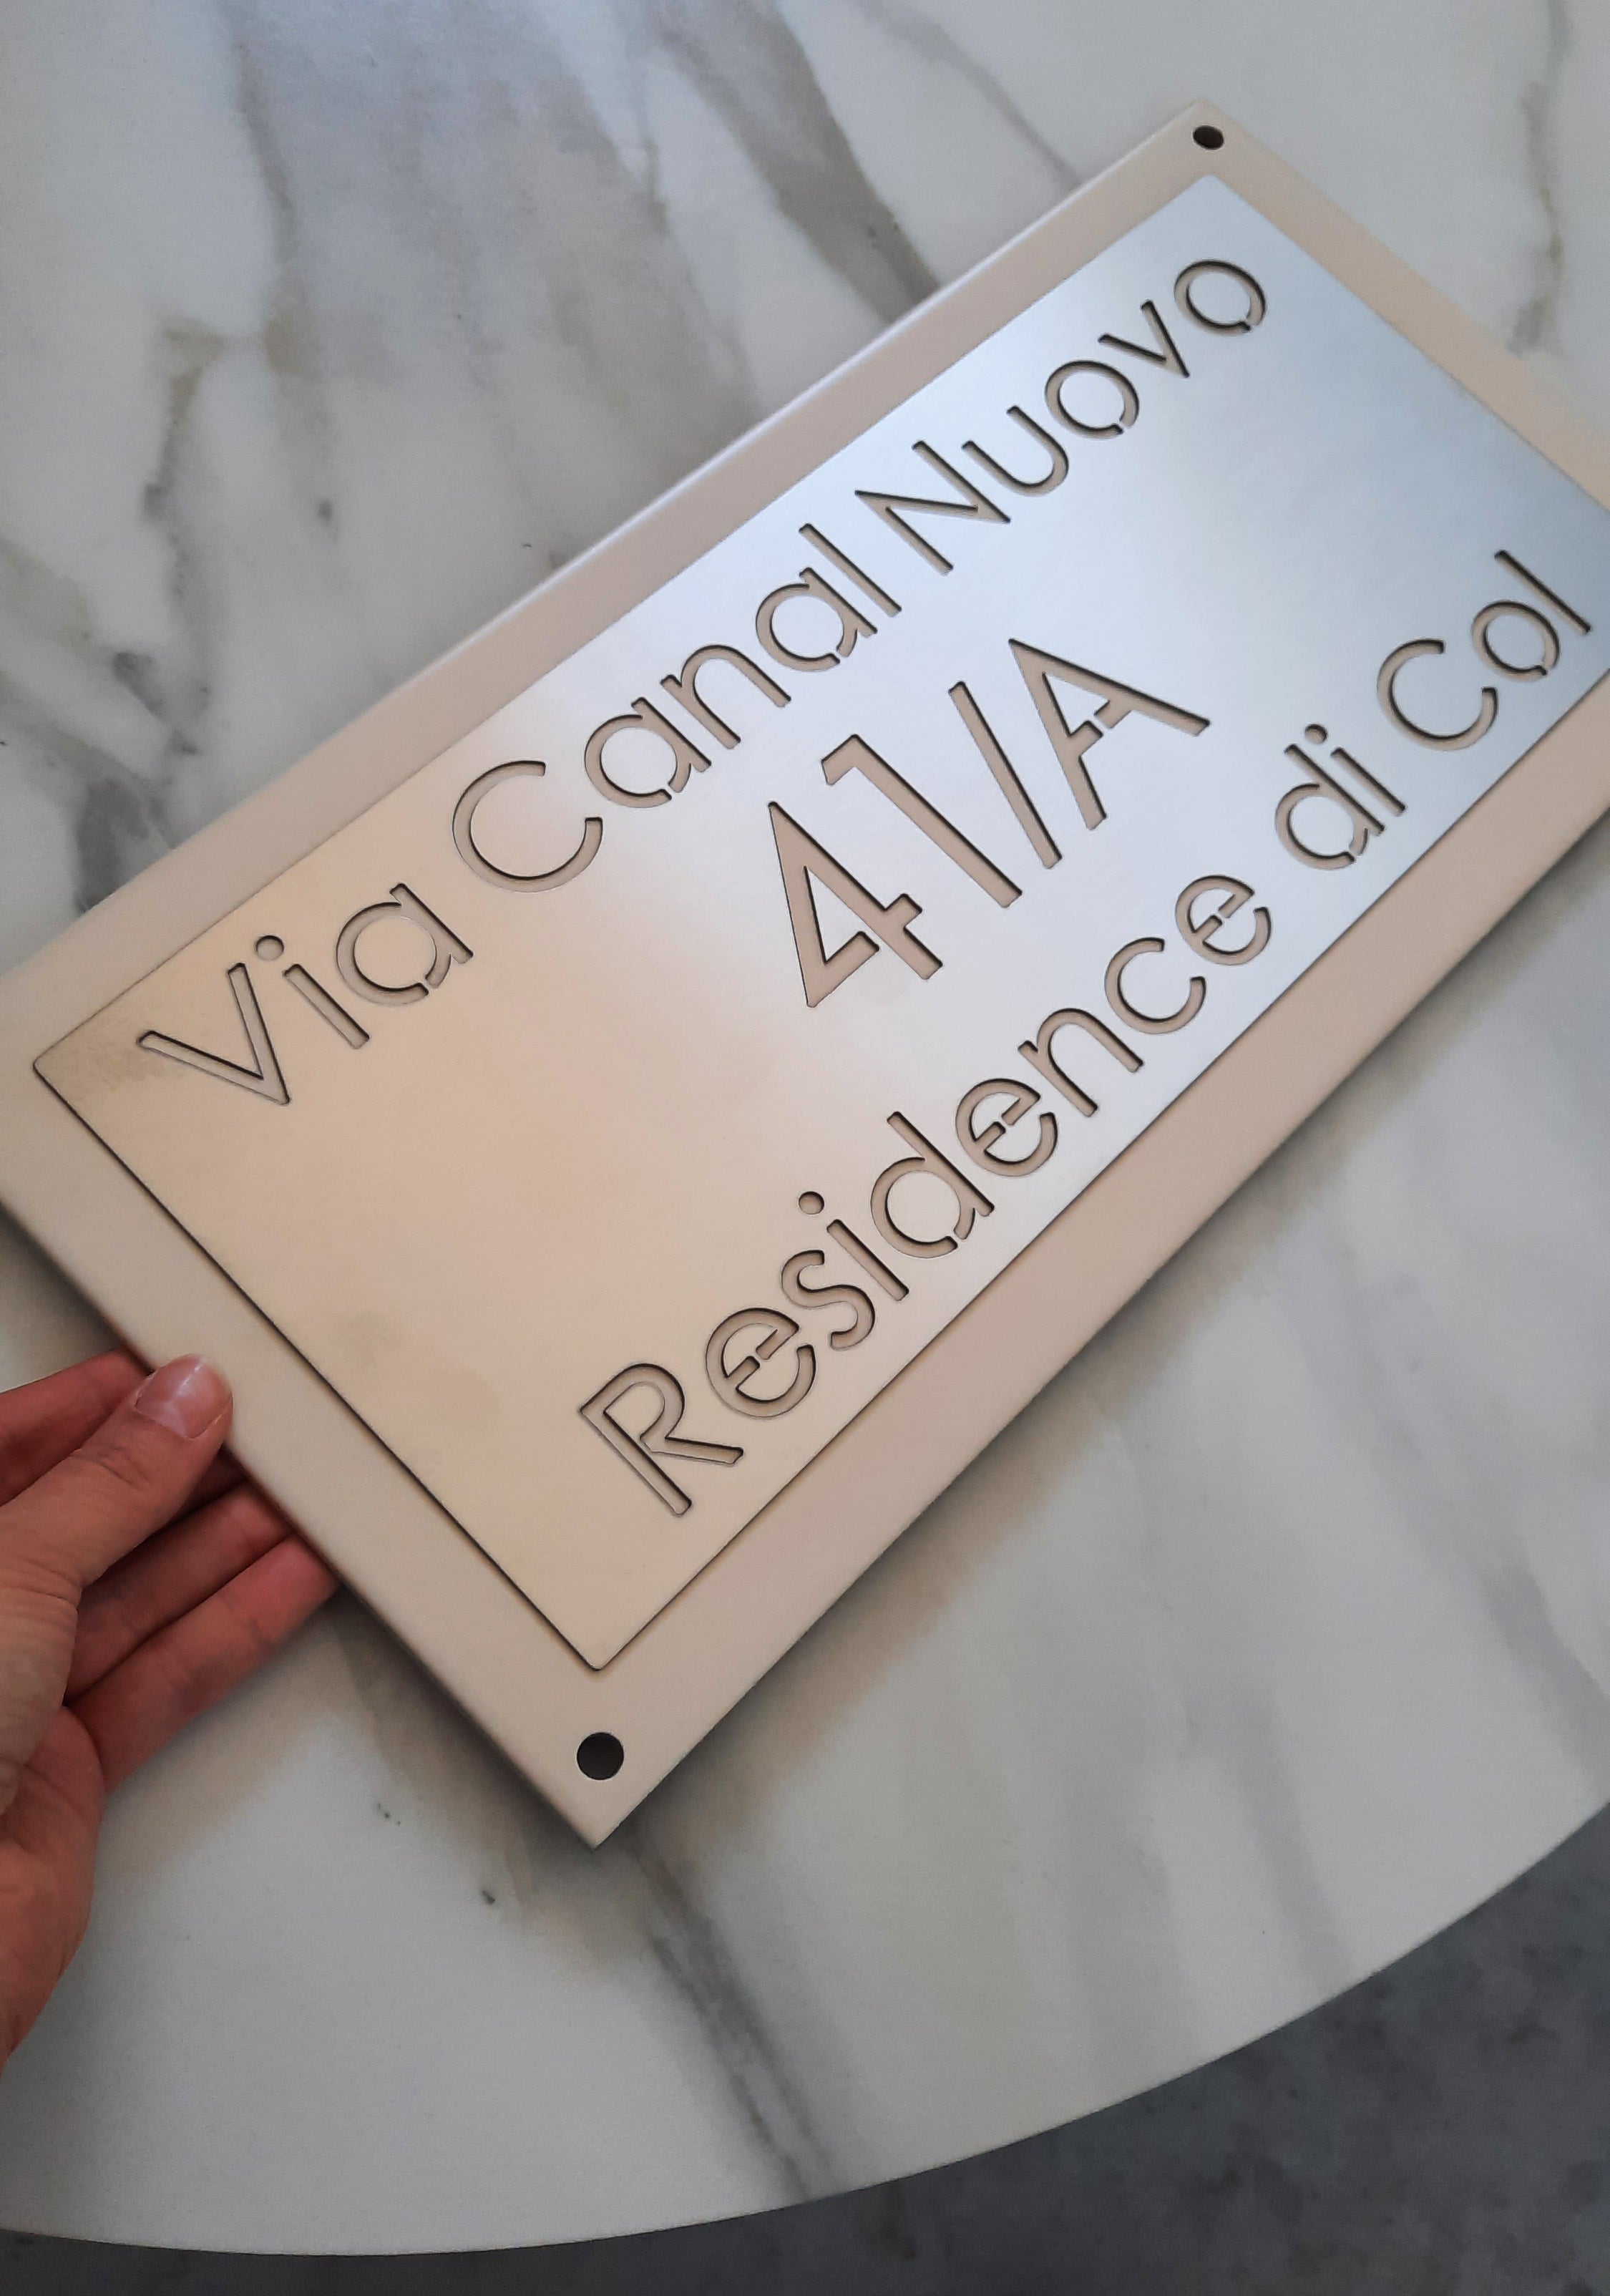 Via Canal Nuovo
41/A
Residence di Col